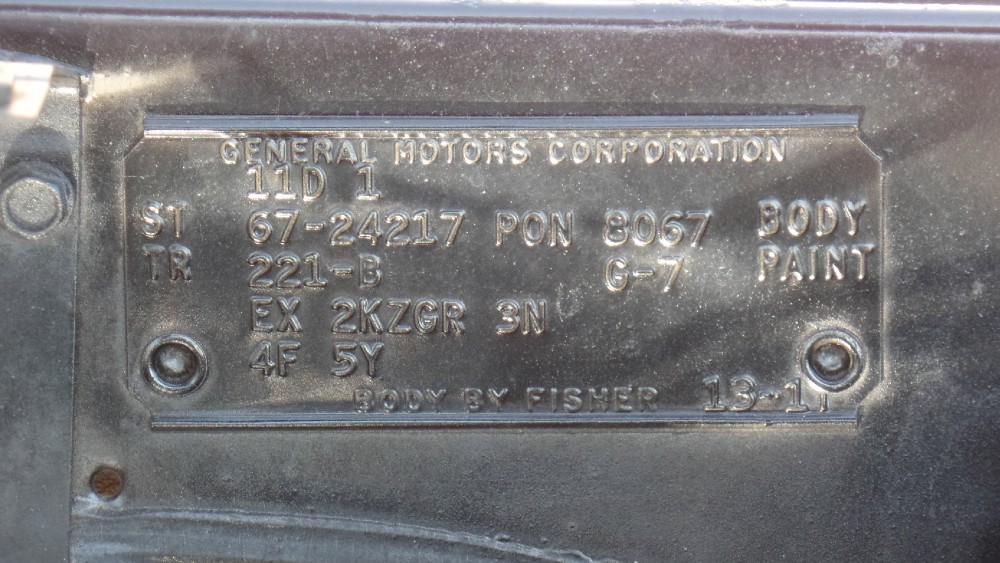 GENERAL MOTORS CORPORATION
11D 1
ST 67-24217 PON 8067 BODY
TR 221-B G-7 PAINT
EX 2KZGR 3N
4F 5Y
BODY BY FISHER 13-11